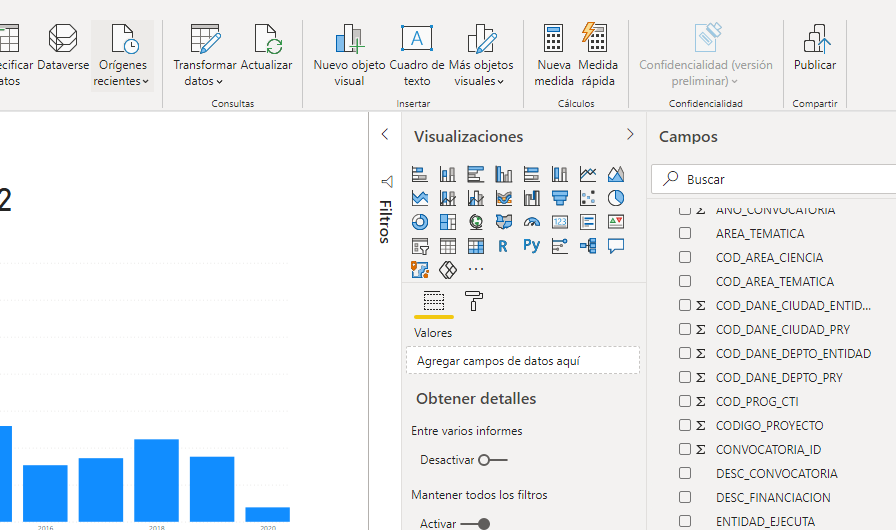 ecificar
atos
Dataverse
Orígenes
recientes
Transformar
datos
Actualizar
Consultas
Nuevo objeto
visual
Cuadro de
texto
Más objetos
visuales
Insertar
Nueva
medida
Medida
rápida
Cálculos
Confidencialidad (versión
preliminar)
Confidencialidad
Publicar
Compartir
2
2016
2018
2020
Filtros
Visualizaciones
A
123
R
Py
...
Valores
Agregar campos de datos aquí
Obtener detalles
Entre varios informes
Desactivar
Mantener todos los filtros
Activar
Campos
Buscar
Σ ANO_CONVOCATORIA
AREA_TEMATICA
COD_AREA_CIENCIA
COD_AREA_TEMATICA
Σ COD_DANE_CIUDAD_ENTID...
Σ COD_DANE_CIUDAD_PRY
Σ COD_DANE_DEPTO_ENTIDAD
Σ COD_DANE_DEPTO_PRY
Σ COD_PROG_CTI
Σ CODIGO_PROYECTO
Σ CONVOCATORIA_ID
DESC_CONVOCATORIA
DESC_FINANCIACION
ENTIDAD_EJECUTA